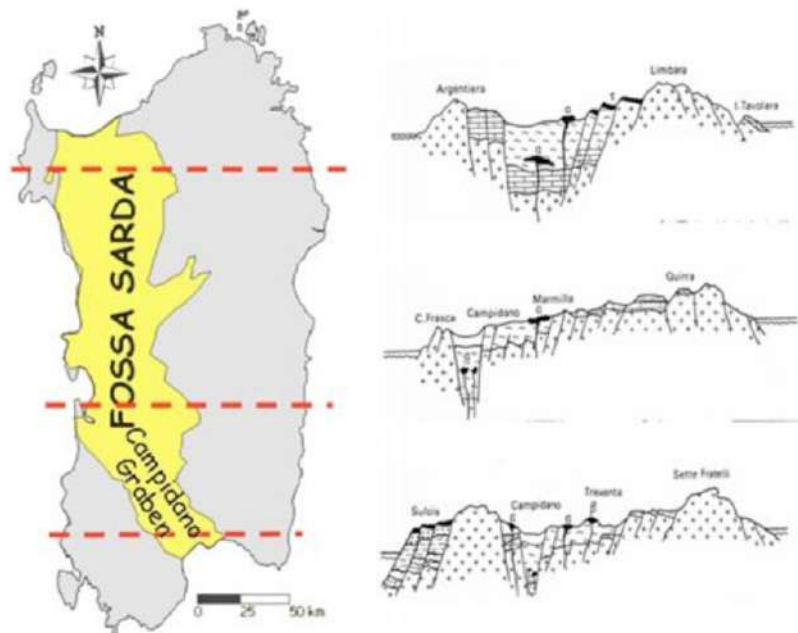 N
FOSSA SARDA
Campidano
Graben
0 25 50 km
Limbara
Argentiera
I. Tavolara
Quirra
Marmilla
C. Frasca Campidano
Sette Fratelli
Trexenta
Sulcis Campidano